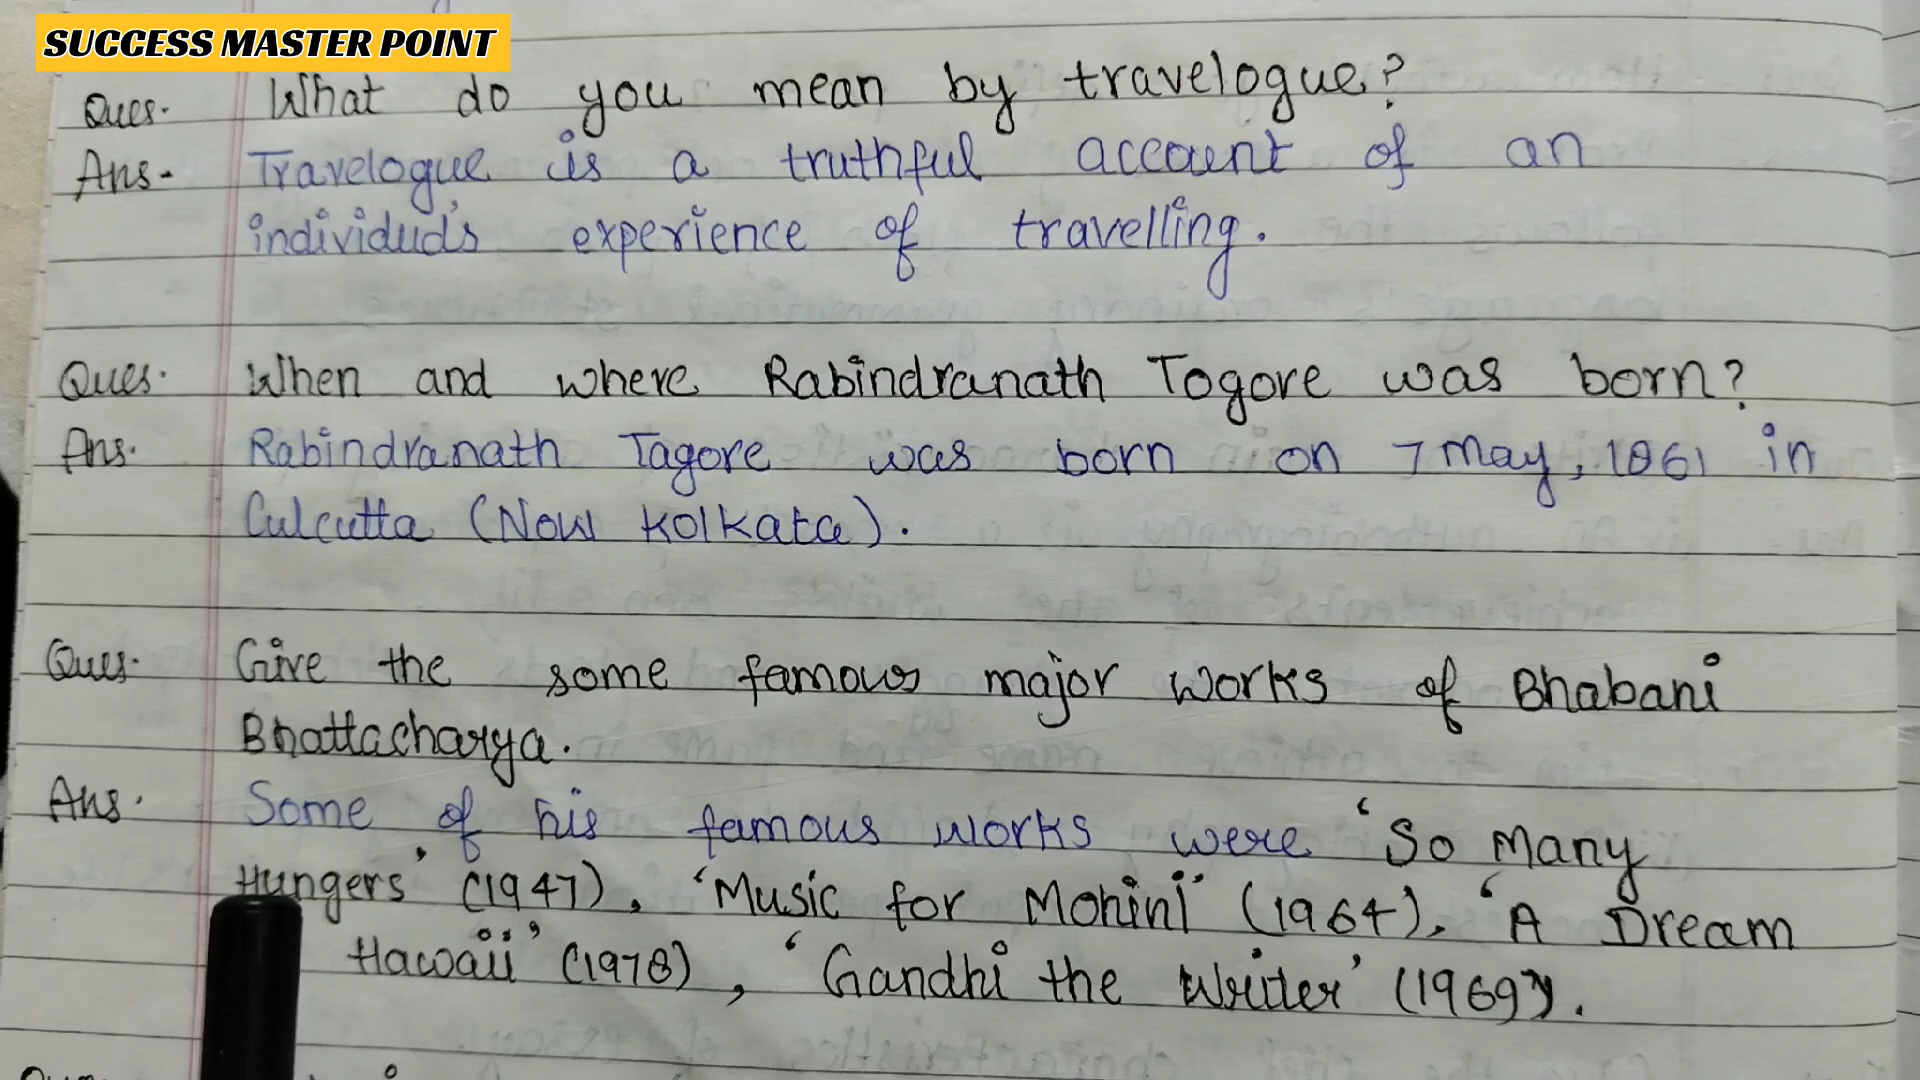 SUCCESS MASTER POINT
Ques. What do you mean by travelogue?
Ans- Travelogue is a truthful account of an
individud's experience of travelling.
Ques. When and where Rabindranath Togore was born?
Ans. Rabindranath Tagore was born on 7 May, 1861 in
Culcutta (Now Kolkata).
Ques. Give the some famous major works of Bhabani
Bhattacharya.
Ans. Some of his famous works were 'So Many
Hungers' (1947), 'Music for Mohini' (1964), 'A Dream
Hawaii' (1978), 'Gandhi the Writer' (1969).